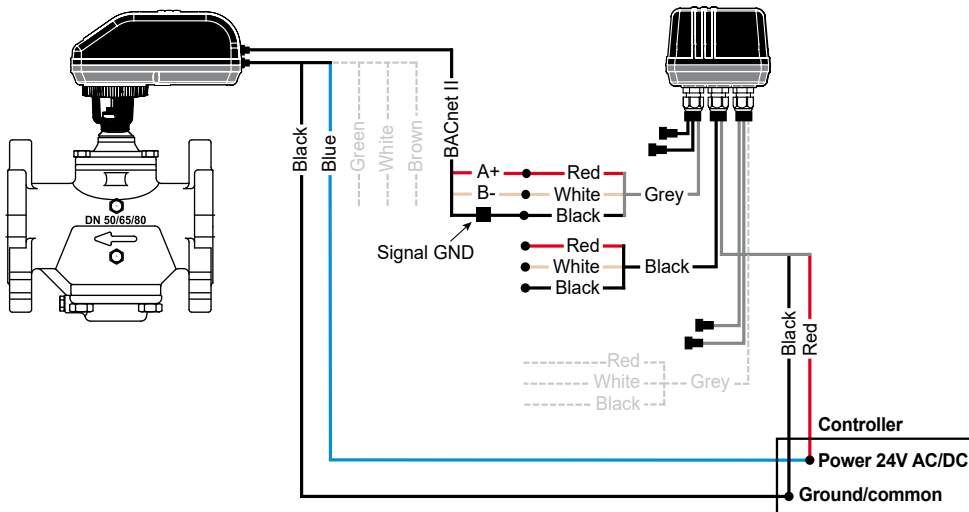 Black
Blue
Green
White
Brown
BACnet II
A+
Red
B-
White
Grey
Black
Signal GND
DN 50/65/80
Red
White
Black
Black
Black
Red
Red
White
Grey
Black
Controller
Power 24V AC/DC
Ground/common